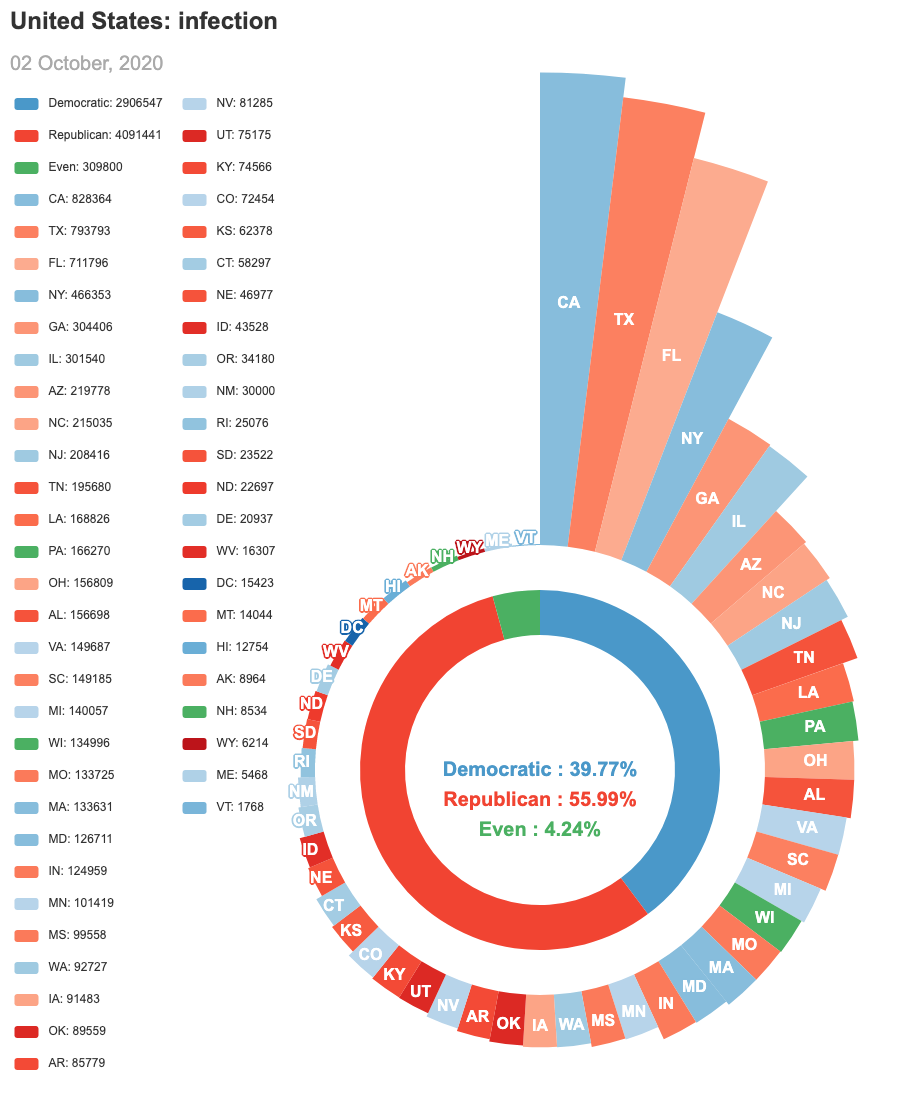 United States: infection
02 October, 2020
Democratic: 2906547
Republican: 4091441
Even: 309800
CA: 828364
TX: 793793
FL: 711796
NY: 466353
GA: 304406
IL: 301540
AZ: 219778
NC: 215035
NJ: 208416
TN: 195680
LA: 168826
PA: 166270
OH: 156809
AL: 156698
VA: 149687
SC: 149185
MI: 140057
WI: 134996
MO: 133725
MA: 133631
MD: 126711
IN: 124959
MN: 101419
MS: 99558
WA: 92727
IA: 91483
OK: 89559
AR: 85779
NV: 81285
UT: 75175
KY: 74566
CO: 72454
KS: 62378
CT: 58297
NE: 46977
ID: 43528
OR: 34180
NM: 30000
RI: 25076
SD: 23522
ND: 22697
DE: 20937
WV: 16307
DC: 15423
MT: 14044
HI: 12754
AK: 8964
NH: 8534
WY: 6214
ME: 5468
VT: 1768
CA
TX
FL
NY
GA
IL
AZ
NC
NJ
TN
LA
PA
OH
AL
VA
SC
MI
WI
MO
MA
MD
IN
MN
MS
WA
IA
OK
AR
NV
UT
KY
CO
KS
CT
NE
ID
OR
NM
RI
SD
ND
DE
WV
DC
MT
HI
AK
NH
WY
ME
VT
Democratic : 39.77%
Republican : 55.99%
Even : 4.24%